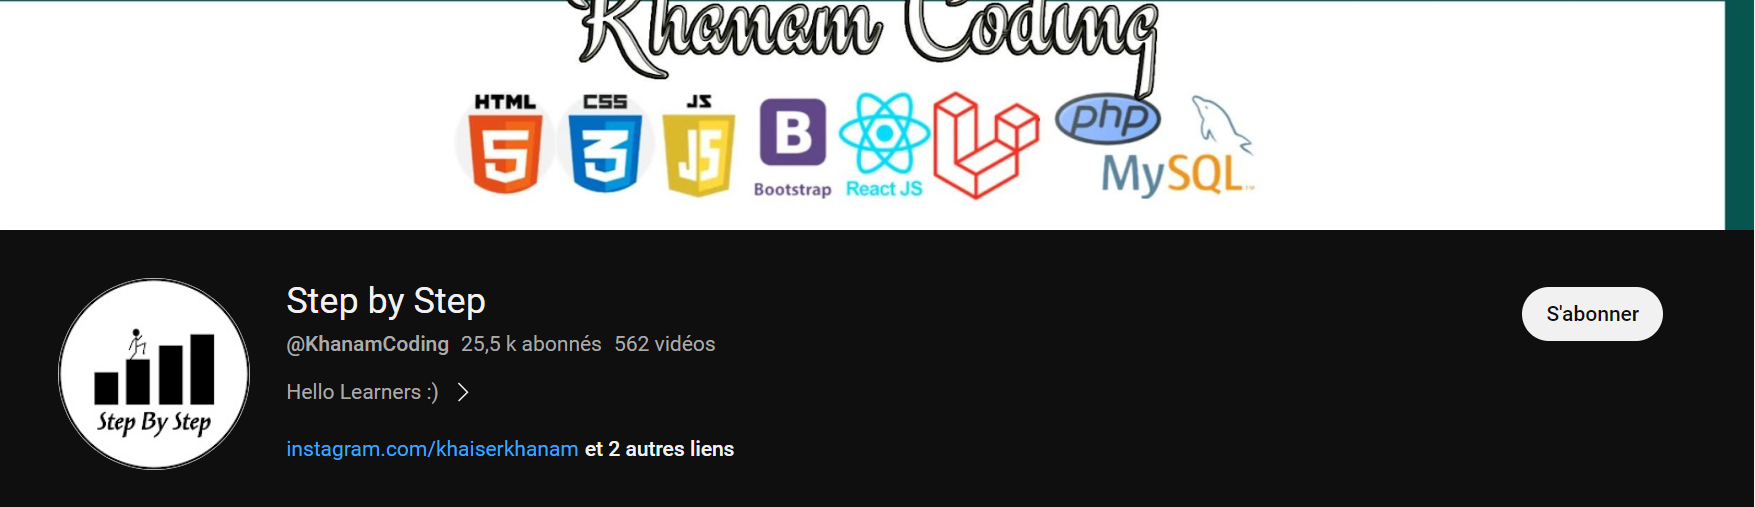 Khanam Coding
HTML CSS JS
5 3 JS B php
Bootstrap React JS MySQL
Step by Step
S'abonner
@KhanamCoding 25,5 k abonnés 562 vidéos
Hello Learners :)
Step By Step
instagram.com/khaiserkhanam et 2 autres liens